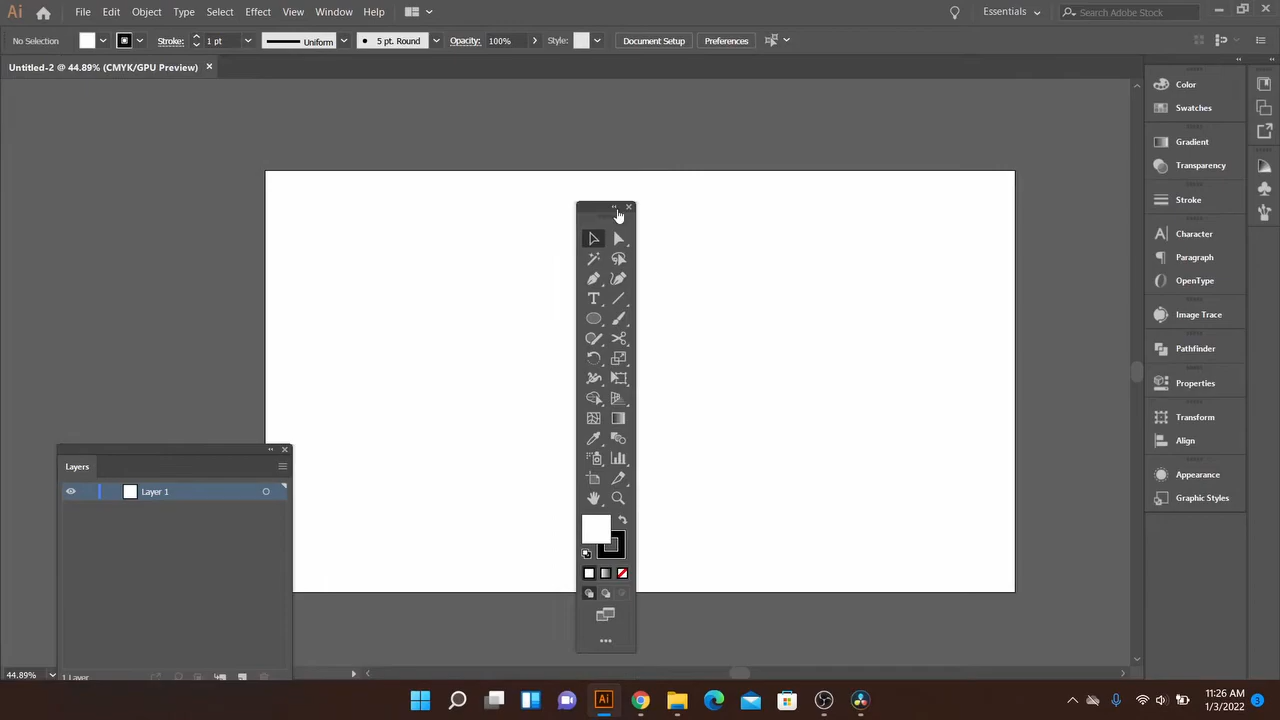 Ai File Edit Object Type Select Effect View Window Help Essentials Search Adobe Stock
No Selection Stroke: 1 pt Uniform 5 pt. Round Opacity: 100% Style: Document Setup Preferences
Untitled-2 @ 44.89% (CMYK/GPU Preview)
Color
Swatches
Gradient
Transparency
Stroke
Character
Paragraph
OpenType
Image Trace
Pathfinder
Properties
Transform
Align
Appearance
Graphic Styles
Layers
Layer 1
1 Layer
44.89%
Ai
11:26 AM
1/3/2022
3